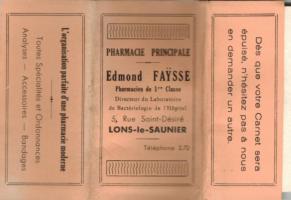 L'organisation parfaite d'une pharmacie moderne
Toutes Spécialités et Ordonnances
Analyses — Accessoires — Bandages
PHARMACIE PRINCIPALE
Edmond FAŸSSE
Pharmacien de 1re Classe
Directeur du Laboratoire
de Bactériologie de l'Hôpital
5, Rue Saint-Désiré
LONS-le-SAUNIER
Téléphone 2.70
Dès que votre Carnet sera
épuisé, n'hésitez pas à nous
en demander un autre.